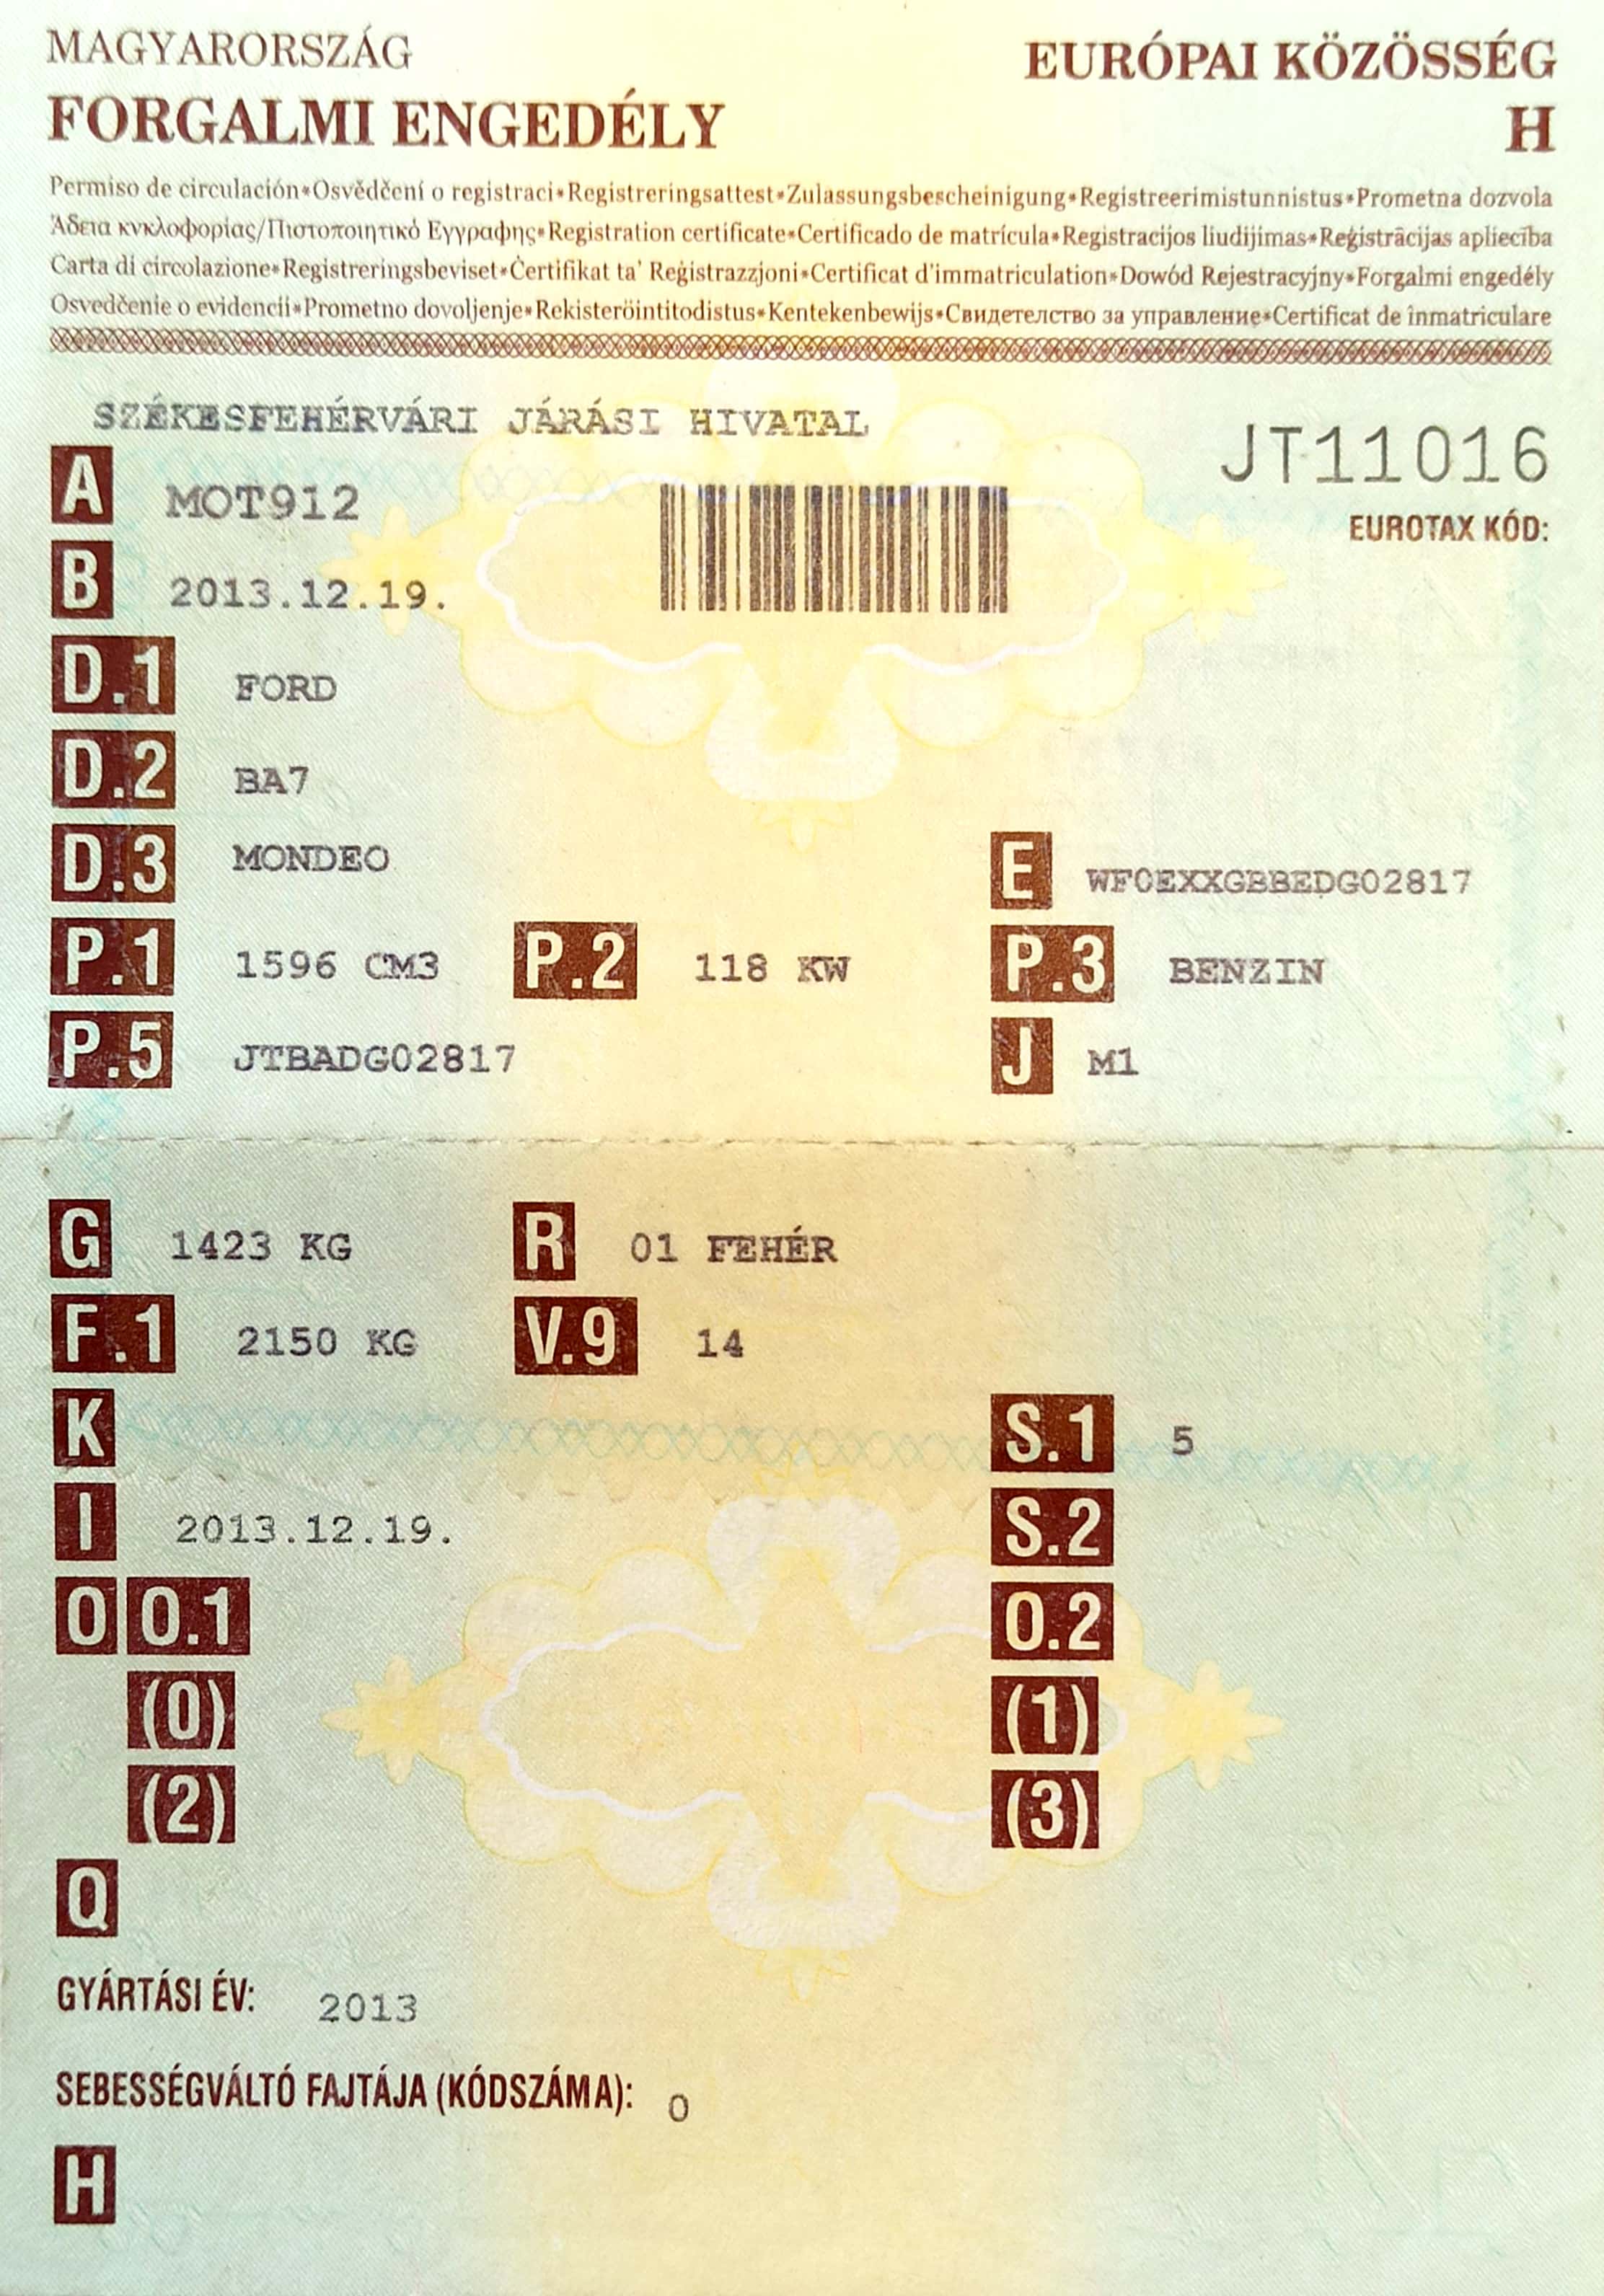 MAGYARORSZÁG
EURÓPAI KÖZÖSSÉG
FORGALMI ENGEDÉLY
H
Permiso de circulación*Osvědčení o registraci*Registreringsattest*Zulassungsbescheinigung*Registreerimistunnistus*Prometna dozvola
Άδεια κυκλοφορίας/Πιστοποιητικό Εγγραφης*Registration certificate*Certificado de matrícula*Registracijos liudijimas*Reģistrācijas apliecība
Carta di circolazione*Registreringsbeviset*Ċertifikat ta' Reġistrazzjoni*Certificat d'immatriculation*Dowód Rejestracyjny*Forgalmi engedély
Osvedčenie o evidencii*Prometno dovoljenje*Rekisteröintitodistus*Kentekenbewijs*Свидетелство за управление*Certificat de înmatriculare
SZÉKESFEHÉRVÁRI JÁRÁSI HIVATAL
JT11016
A MOT912
EUROTAX KÓD:
B 2013.12.19.
D.1 FORD
D.2 BA7
D.3 MONDEO
E WF0EXXGBBEDG02817
P.1 1596 CM3 P.2 118 KW P.3 BENZIN
P.5 JTBADG02817 J M1
G 1423 KG R 01 FEHÉR
F.1 2150 KG V.9 14
K S.1 5
I 2013.12.19. S.2
O O.1 O.2
(0) (1)
(2) (3)
Q
GYÁRTÁSI ÉV: 2013
SEBESSÉGVÁLTÓ FAJTÁJA (KÓDSZÁMA): 0
H